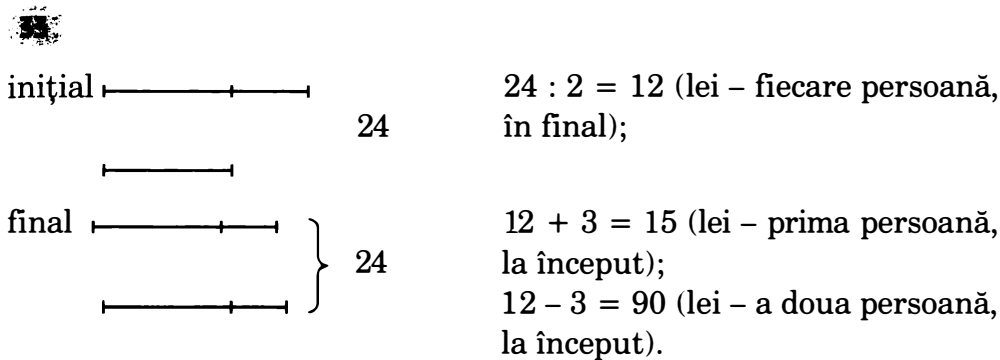 33
inițial
24 : 2 = 12 (lei – fiecare persoană,
24
în final);
final
12 + 3 = 15 (lei – prima persoană,
24
la început);
12 – 3 = 90 (lei – a doua persoană,
la început).